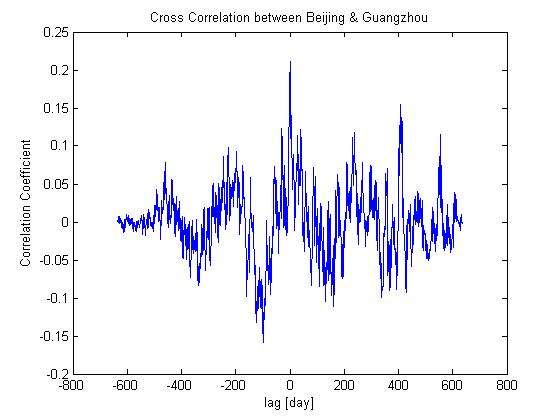 Cross Correlation between Beijing & Guangzhou
0.25
0.2
0.15
0.1
0.05
0
-0.05
-0.1
-0.15
-0.2
Correlation Coefficient
-800 -600 -400 -200 0 200 400 600 800
lag [day]